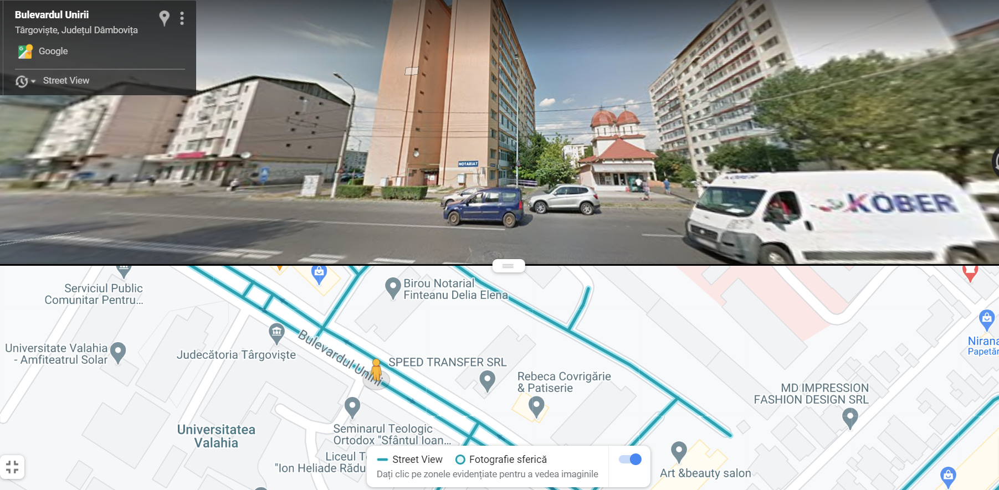 Bulevardul Unirii
Târgoviște, Județul Dâmbovița
Google
Street View
NOTARIAT
KÖBER
Serviciul Public
Comunitar Pentru...
Birou Notarial
Finteanu Delia Elena
Universitate Valahia
- Amfiteatrul Solar
Judecătoria Târgoviște
Bulevardul Unirii
SPEED TRANSFER SRL
Rebeca Covrigărie
& Patiserie
Nirana
Papetăr
MD IMPRESSION
FASHION DESIGN SRL
Universitatea
Valahia
Seminarul Teologic
Ortodox "Sfântul Ioan...
Liceul T
"Ion Heliade Rădu
Street View
Fotografie sferică
Dați clic pe zonele evidențiate pentru a vedea imaginile
Art &beauty salon